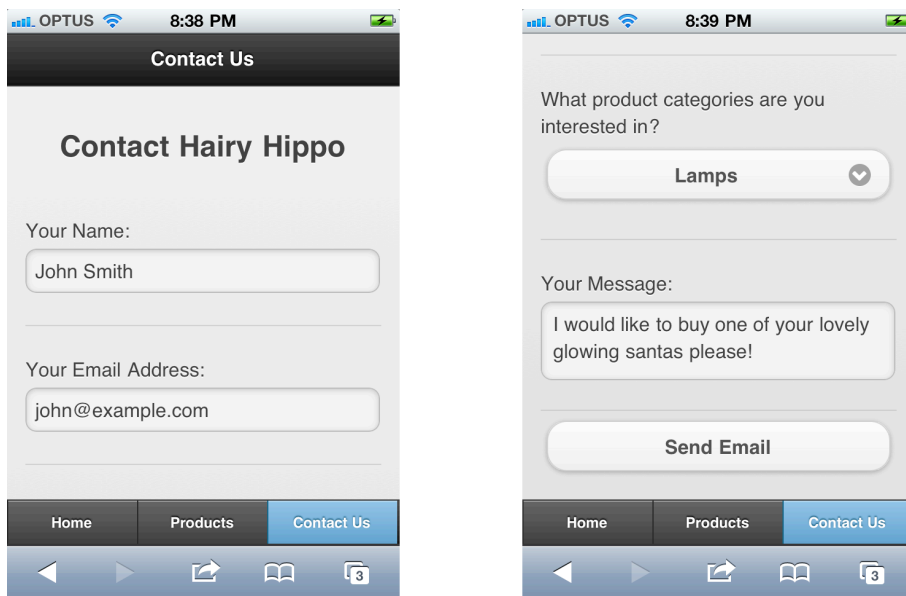 OPTUS 8:38 PM
Contact Us
Contact Hairy Hippo
Your Name:
John Smith
Your Email Address:
john@example.com
Home Products Contact Us
3
OPTUS 8:39 PM
What product categories are you
interested in?
Lamps
Your Message:
I would like to buy one of your lovely
glowing santas please!
Send Email
Home Products Contact Us
3